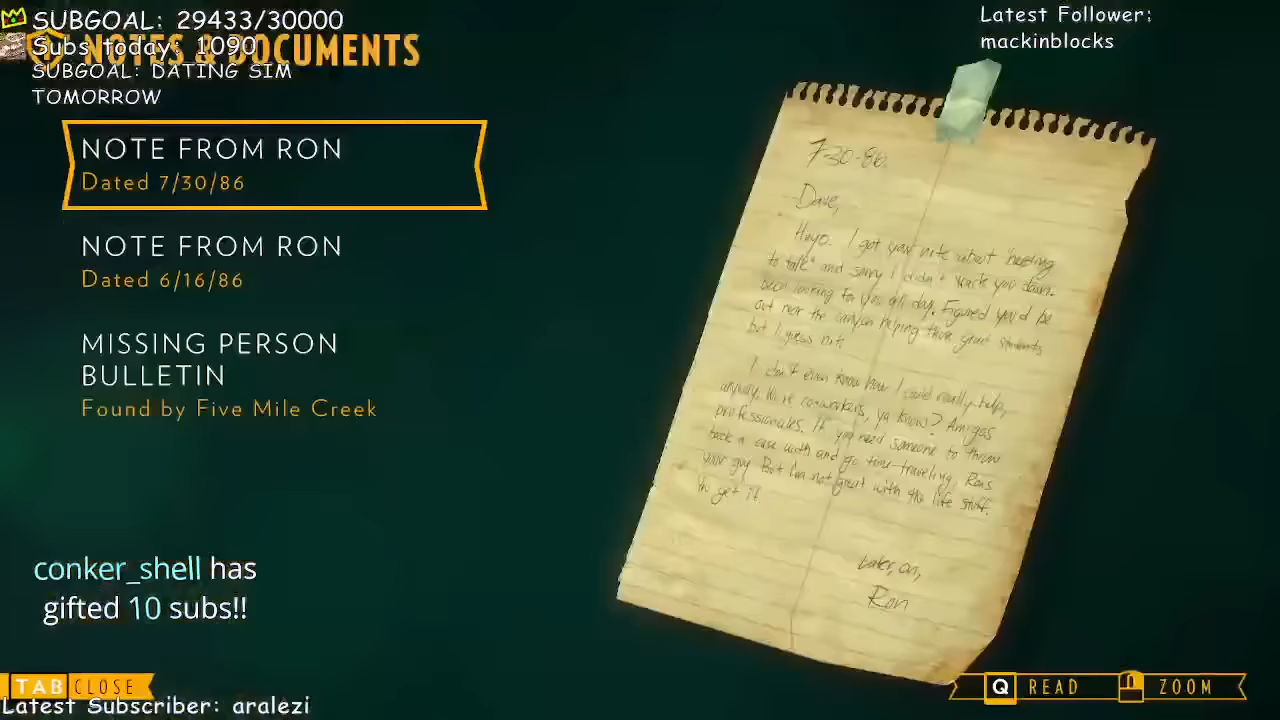 SUBGOAL: 29433/30000
Subs today: 1090
NOTES & DOCUMENTS
SUBGOAL: DATING SIM
TOMORROW
Latest Follower:
mackinblocks
NOTE FROM RON
Dated 7/30/86
NOTE FROM RON
Dated 6/16/86
MISSING PERSON
BULLETIN
Found by Five Mile Creek
7-30-86
Dave,
Heyo. I got your note about "needing
to talk" and sorry I didn't track you down.
Been looking for you all day. Figured you'd be
out near the canyon helping those grad students
but I guess not.
I don't even know how I could really help,
anyway. We're coworkers, ya know? Amigos
professionales. If you need someone to throw
back a case with and go time-traveling, Ron's
your guy. But I'm not great with the life stuff.
Ya get it.
Later, on,
Ron
conker_shell has
gifted 10 subs!!
TAB CLOSE
Latest Subscriber: aralezi
Q READ
ZOOM